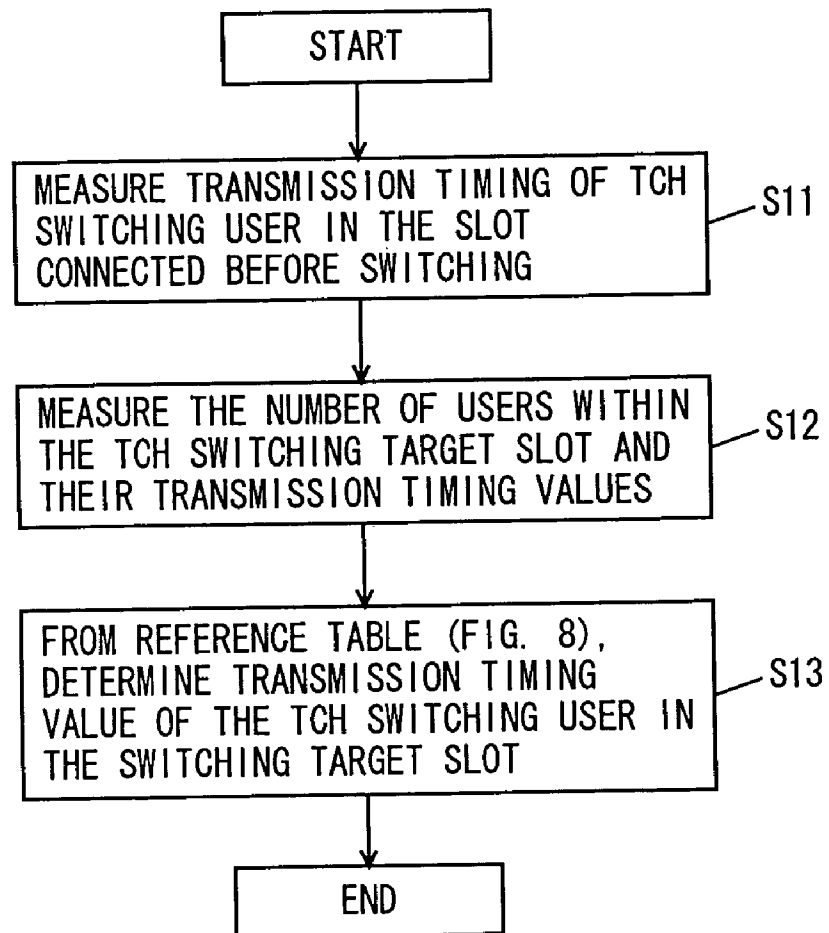 START
MEASURE TRANSMISSION TIMING OF TCH
SWITCHING USER IN THE SLOT
CONNECTED BEFORE SWITCHING
S11
MEASURE THE NUMBER OF USERS WITHIN
THE TCH SWITCHING TARGET SLOT AND
THEIR TRANSMISSION TIMING VALUES
S12
FROM REFERENCE TABLE (FIG. 8),
DETERMINE TRANSMISSION TIMING
VALUE OF THE TCH SWITCHING USER IN
THE SWITCHING TARGET SLOT
S13
END